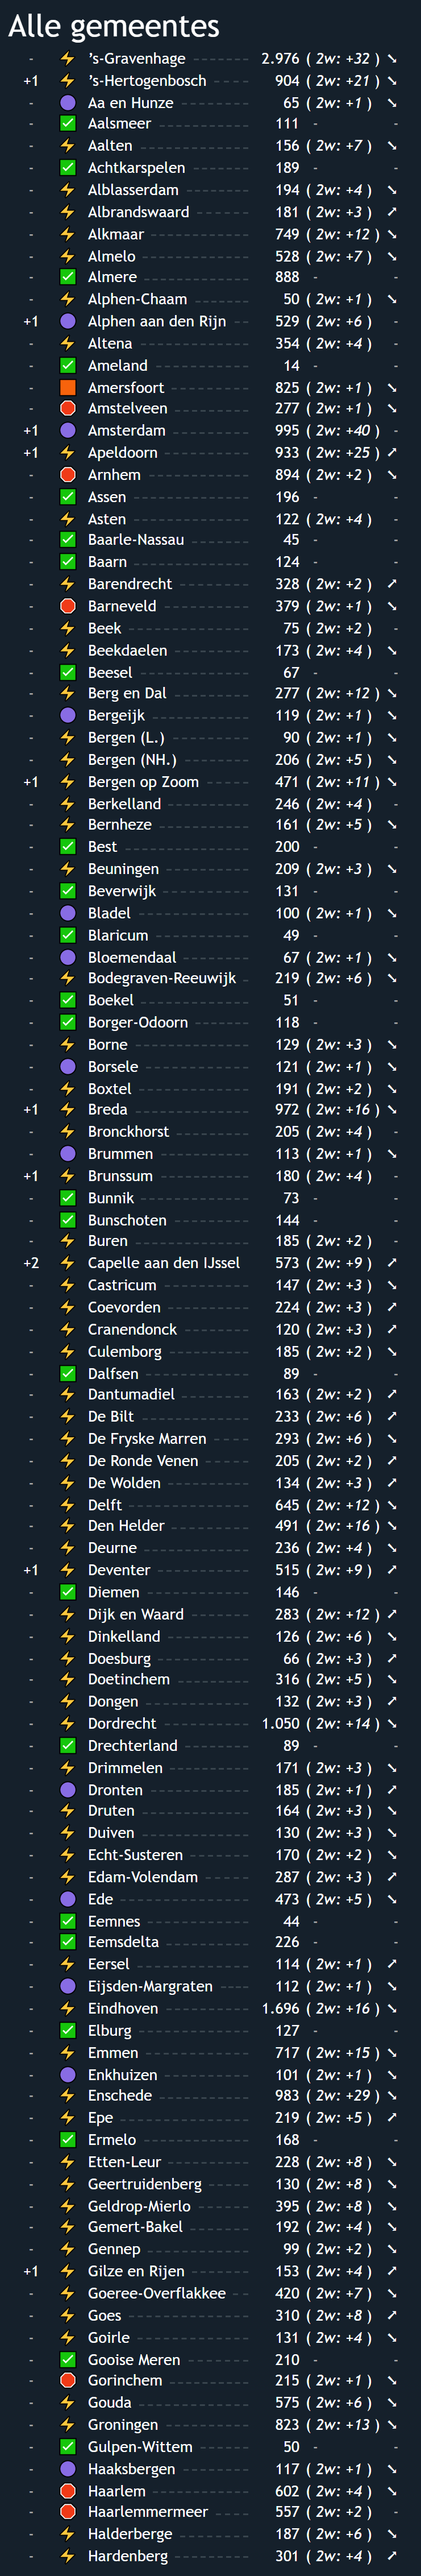 Alle gemeentes
- ⚡ ’s-Gravenhage 2.976 ( 2w: +32 ) ➘
+1 ⚡ ’s-Hertogenbosch 904 ( 2w: +21 ) ➘
- Aa en Hunze 65 ( 2w: +1 ) ➘
- ✅ Aalsmeer 111 - -
- ⚡ Aalten 156 ( 2w: +7 ) ➘
- ✅ Achtkarspelen 189 - -
- ⚡ Alblasserdam 194 ( 2w: +4 ) ➘
- ⚡ Albrandswaard 181 ( 2w: +3 ) ➚
- ⚡ Alkmaar 749 ( 2w: +12 ) ➘
- ⚡ Almelo 528 ( 2w: +7 ) ➘
- ✅ Almere 888 - -
- ⚡ Alphen-Chaam 50 ( 2w: +1 ) ➘
+1 Alphen aan den Rijn 529 ( 2w: +6 ) -
- ⚡ Altena 354 ( 2w: +4 ) -
- ✅ Ameland 14 - -
- Amersfoort 825 ( 2w: +1 ) ➘
- Amstelveen 277 ( 2w: +1 ) ➘
+1 Amsterdam 995 ( 2w: +40 ) -
+1 ⚡ Apeldoorn 933 ( 2w: +25 ) ➚
- Arnhem 894 ( 2w: +2 ) ➘
- ✅ Assen 196 - -
- ⚡ Asten 122 ( 2w: +4 ) -
- ✅ Baarle-Nassau 45 - -
- ✅ Baarn 124 - -
- ⚡ Barendrecht 328 ( 2w: +2 ) ➚
- Barneveld 379 ( 2w: +1 ) ➘
- ⚡ Beek 75 ( 2w: +2 ) -
- ⚡ Beekdaelen 173 ( 2w: +4 ) ➘
- ✅ Beesel 67 - -
- ⚡ Berg en Dal 277 ( 2w: +12 ) ➘
- Bergeijk 119 ( 2w: +1 ) ➘
- ⚡ Bergen (L.) 90 ( 2w: +1 ) ➘
- ⚡ Bergen (NH.) 206 ( 2w: +5 ) ➘
+1 ⚡ Bergen op Zoom 471 ( 2w: +11 ) ➘
- ⚡ Berkelland 246 ( 2w: +4 ) -
- ⚡ Bernheze 161 ( 2w: +5 ) ➘
- ✅ Best 200 - -
- ⚡ Beuningen 209 ( 2w: +3 ) ➘
- ✅ Beverwijk 131 - -
- Bladel 100 ( 2w: +1 ) ➘
- ✅ Blaricum 49 - -
- Bloemendaal 67 ( 2w: +1 ) ➘
- ⚡ Bodegraven-Reeuwijk 219 ( 2w: +6 ) ➘
- ✅ Boekel 51 - -
- ✅ Borger-Odoorn 118 - -
- ⚡ Borne 129 ( 2w: +3 ) ➘
- Borsele 121 ( 2w: +1 ) ➘
- ⚡ Boxtel 191 ( 2w: +2 ) ➘
+1 ⚡ Breda 972 ( 2w: +16 ) ➘
- ⚡ Bronckhorst 205 ( 2w: +4 ) -
- Brummen 113 ( 2w: +1 ) ➘
+1 ⚡ Brunssum 180 ( 2w: +4 ) -
- ✅ Bunnik 73 - -
- ✅ Bunschoten 144 - -
- ⚡ Buren 185 ( 2w: +2 ) -
+2 ⚡ Capelle aan den IJssel 573 ( 2w: +9 ) ➚
- ⚡ Castricum 147 ( 2w: +3 ) ➘
- ⚡ Coevorden 224 ( 2w: +3 ) ➚
- ⚡ Cranendonck 120 ( 2w: +3 ) ➚
- ⚡ Culemborg 185 ( 2w: +2 ) ➘
- ✅ Dalfsen 89 - -
- ⚡ Dantumadiel 163 ( 2w: +2 ) ➚
- ⚡ De Bilt 233 ( 2w: +6 ) ➚
- ⚡ De Fryske Marren 293 ( 2w: +6 ) ➘
- ⚡ De Ronde Venen 205 ( 2w: +2 ) ➚
- ⚡ De Wolden 134 ( 2w: +3 ) ➚
- ⚡ Delft 645 ( 2w: +12 ) ➘
- ⚡ Den Helder 491 ( 2w: +16 ) ➘
- ⚡ Deurne 236 ( 2w: +4 ) ➘
+1 ⚡ Deventer 515 ( 2w: +9 ) ➚
- ✅ Diemen 146 - -
- ⚡ Dijk en Waard 283 ( 2w: +12 ) ➚
- ⚡ Dinkelland 126 ( 2w: +6 ) ➘
- ⚡ Doesburg 66 ( 2w: +3 ) ➚
- ⚡ Doetinchem 316 ( 2w: +5 ) ➘
- ⚡ Dongen 132 ( 2w: +3 ) ➚
- ⚡ Dordrecht 1.050 ( 2w: +14 ) ➘
- ✅ Drechterland 89 - -
- ⚡ Drimmelen 171 ( 2w: +3 ) ➘
- Dronten 185 ( 2w: +1 ) ➚
- ⚡ Druten 164 ( 2w: +3 ) ➘
- ⚡ Duiven 130 ( 2w: +3 ) ➘
- ⚡ Echt-Susteren 170 ( 2w: +2 ) ➘
- ⚡ Edam-Volendam 287 ( 2w: +3 ) ➚
- Ede 473 ( 2w: +5 ) ➘
- ✅ Eemnes 44 - -
- ✅ Eemsdelta 226 - -
- ⚡ Eersel 114 ( 2w: +1 ) ➚
- Eijsden-Margraten 112 ( 2w: +1 ) ➘
- ⚡ Eindhoven 1.696 ( 2w: +16 ) ➘
- ✅ Elburg 127 - -
- ⚡ Emmen 717 ( 2w: +15 ) ➘
- Enkhuizen 101 ( 2w: +1 ) ➘
- ⚡ Enschede 983 ( 2w: +29 ) ➘
- ⚡ Epe 219 ( 2w: +5 ) ➚
- ✅ Ermelo 168 - -
- ⚡ Etten-Leur 228 ( 2w: +8 ) ➘
- ⚡ Geertruidenberg 130 ( 2w: +8 ) ➘
- ⚡ Geldrop-Mierlo 395 ( 2w: +8 ) ➘
- ⚡ Gemert-Bakel 192 ( 2w: +4 ) ➘
- ⚡ Gennep 99 ( 2w: +2 ) ➘
+1 ⚡ Gilze en Rijen 153 ( 2w: +4 ) ➚
- ⚡ Goeree-Overflakkee 420 ( 2w: +7 ) ➘
- ⚡ Goes 310 ( 2w: +8 ) ➚
- ⚡ Goirle 131 ( 2w: +4 ) ➘
- ✅ Gooise Meren 210 - -
- Gorinchem 215 ( 2w: +1 ) ➘
- ⚡ Gouda 575 ( 2w: +6 ) ➘
- ⚡ Groningen 823 ( 2w: +13 ) ➘
- ✅ Gulpen-Wittem 50 - -
- Haaksbergen 117 ( 2w: +1 ) ➘
- Haarlem 602 ( 2w: +4 ) ➘
- Haarlemmermeer 557 ( 2w: +2 ) -
- ⚡ Halderberge 187 ( 2w: +6 ) ➘
- ⚡ Hardenberg 301 ( 2w: +4 ) ➚